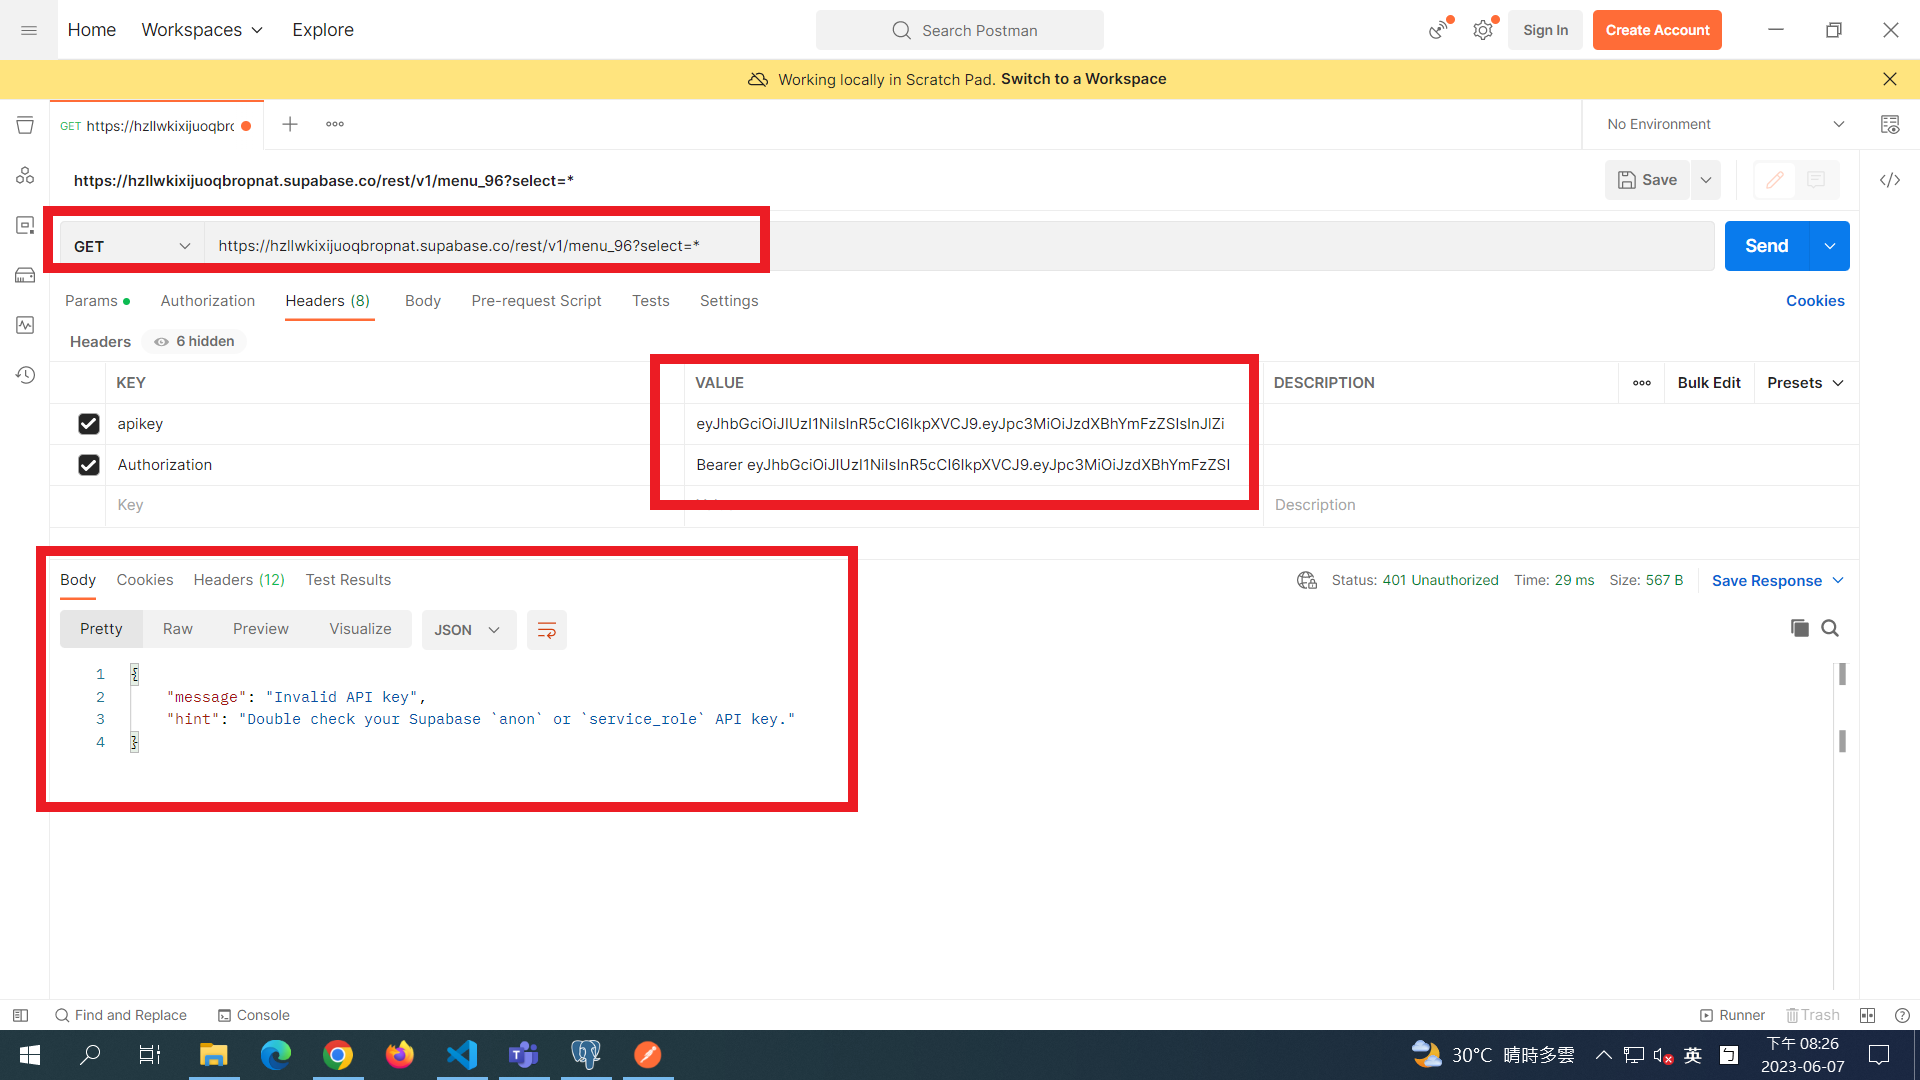 Home
Workspaces
Explore
Search Postman
Sign In
Create Account
Working locally in Scratch Pad. Switch to a Workspace
GET https://hzllwkixijuoqbrc
No Environment
https://hzllwkixijuoqbropnat.supabase.co/rest/v1/menu_96?select=*
Save
GET
https://hzllwkixijuoqbropnat.supabase.co/rest/v1/menu_96?select=*
Send
Params
Authorization
Headers (8)
Body
Pre-request Script
Tests
Settings
Cookies
Headers
6 hidden
KEY
VALUE
DESCRIPTION
Bulk Edit
Presets
apikey
eyJhbGciOiJIUzI1NiIsInR5cCI6IkpXVCJ9.eyJpc3MiOiJzdXBhYmFzZSIsInJlZi
Authorization
Bearer eyJhbGciOiJIUzI1NiIsInR5cCI6IkpXVCJ9.eyJpc3MiOiJzdXBhYmFzZSI
Key
Description
Body
Cookies
Headers (12)
Test Results
Status: 401 Unauthorized
Time: 29 ms
Size: 567 B
Save Response
Pretty
Raw
Preview
Visualize
JSON
1 {
2 "message": "Invalid API key",
3 "hint": "Double check your Supabase `anon` or `service_role` API key."
4 }
Find and Replace
Console
Runner
Trash
30°C 晴時多雲
英
下午 08:26
2023-06-07